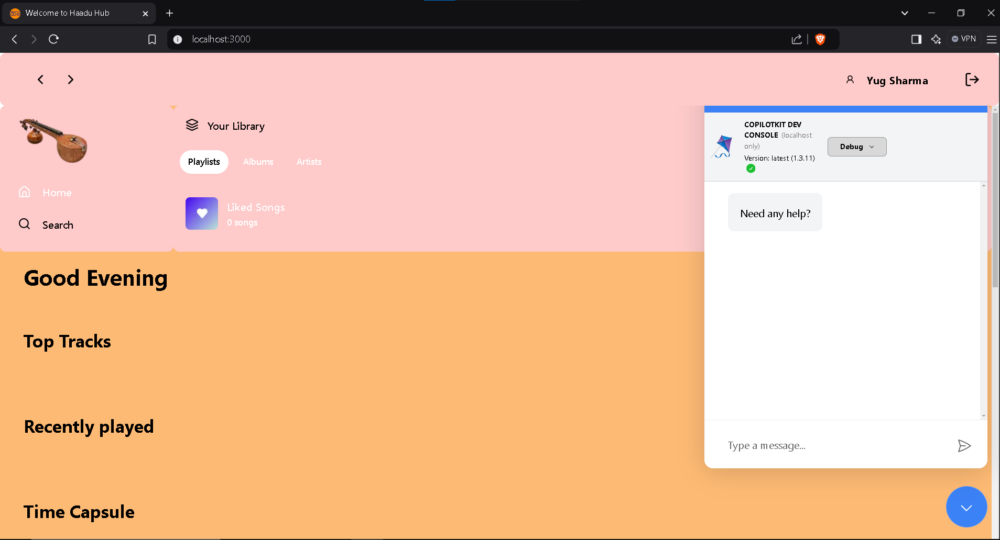 Welcome to Haadu Hub
localhost:3000
VPN
Yug Sharma
Your Library
Playlists
Albums
Artists
Home
Search
Liked Songs
0 songs
COPILOTKIT DEV
CONSOLE (localhost
only)
Version: latest (1.3.11)
Debug
Need any help?
Type a message...
Good Evening
Top Tracks
Recently played
Time Capsule